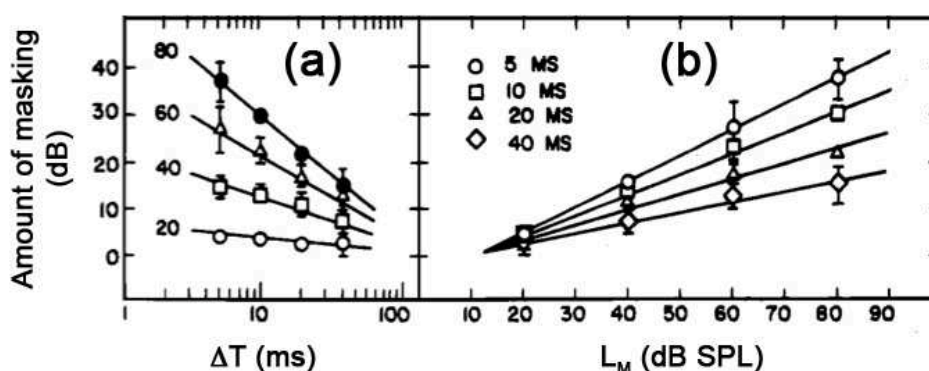 Amount of masking
(dB)
40
30
20
10
0
80
60
40
20
(a)
1
10
100
ΔT (ms)
(b)
5 MS
10 MS
20 MS
40 MS
10 20 30 40 50 60 70 80 90
L_M (dB SPL)